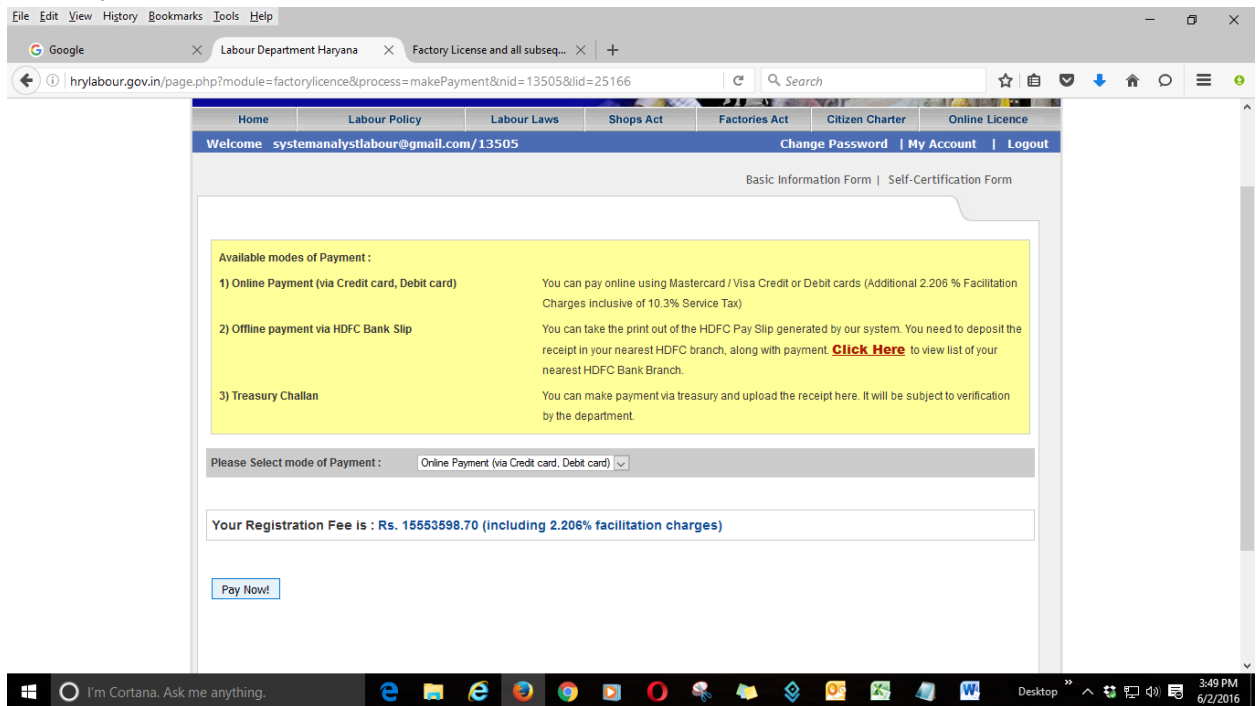 File Edit View History Bookmarks Tools Help
Google
Labour Department Haryana
Factory License and all subseq...
hrylabour.gov.in/page.php?module=factorylicence&process=makePayment&nid=13505&lid=25166
Search
Home Labour Policy Labour Laws Shops Act Factories Act Citizen Charter Online Licence
Welcome systemanalystlabour@gmail.com/13505 Change Password | My Account | Logout
Basic Information Form | Self-Certification Form
Available modes of Payment :
1) Online Payment (via Credit card, Debit card) You can pay online using Mastercard / Visa Credit or Debit cards (Additional 2.206 % Facilitation
Charges inclusive of 10.3% Service Tax)
2) Offline payment via HDFC Bank Slip You can take the print out of the HDFC Pay Slip generated by our system. You need to deposit the
receipt in your nearest HDFC branch, along with payment. Click Here to view list of your
nearest HDFC Bank Branch.
3) Treasury Challan You can make payment via treasury and upload the receipt here. It will be subject to verification
by the department.
Please Select mode of Payment : Online Payment (via Credit card, Debit card)
Your Registration Fee is : Rs. 15553598.70 (including 2.206% facilitation charges)
Pay Now!
I'm Cortana. Ask me anything.
Desktop
3:49 PM
6/2/2016